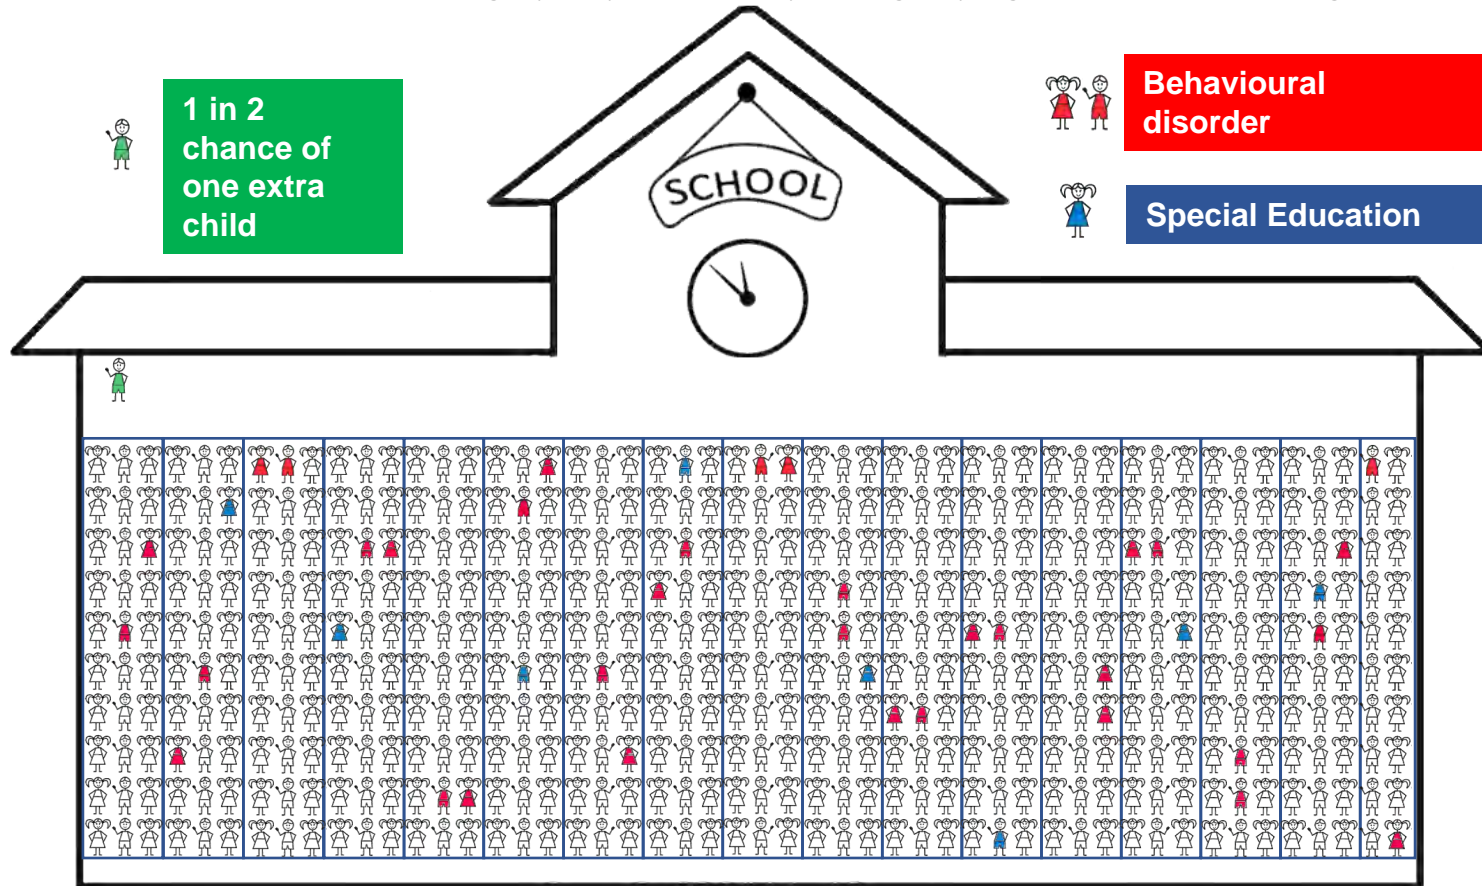 1 in 2
chance of
one extra
child
Behavioural
disorder
Special Education
SCHOOL